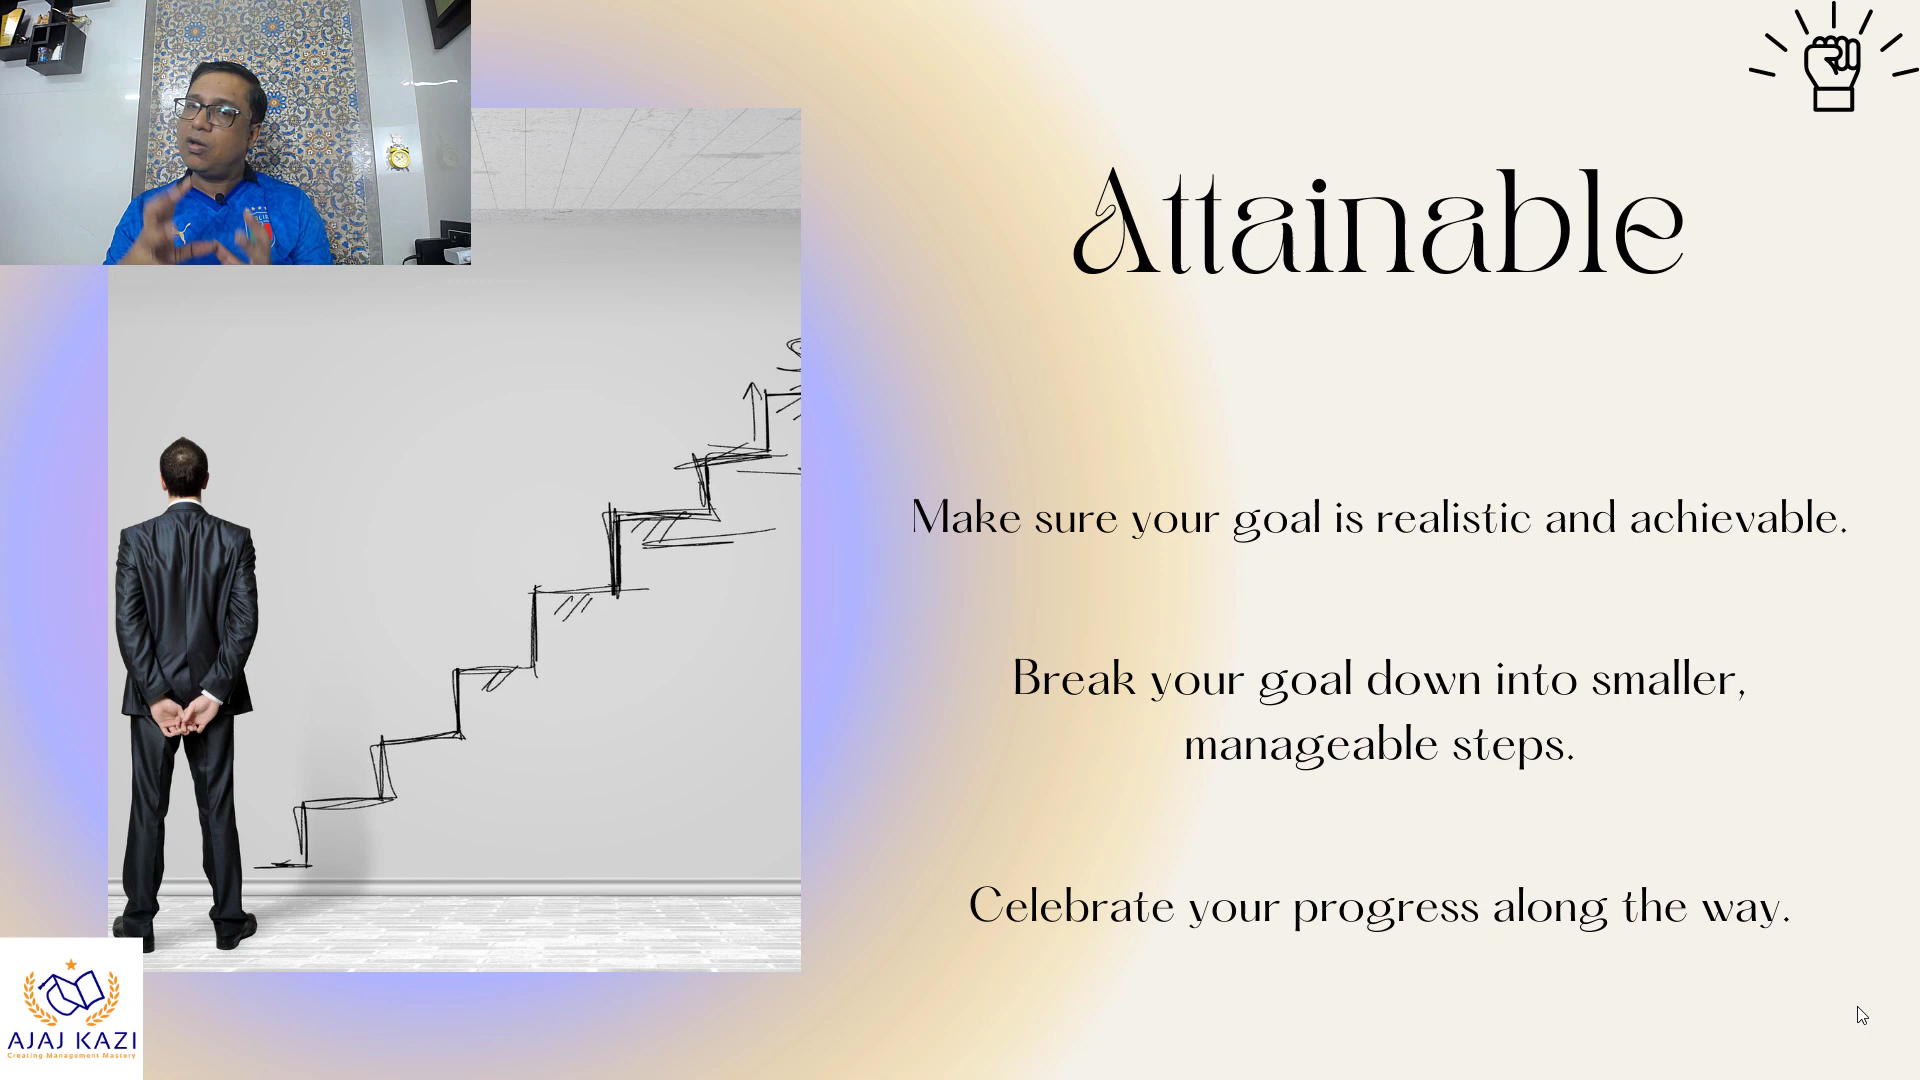 Attainable
Make sure your goal is realistic and achievable.
Break your goal down into smaller,
manageable steps.
Celebrate your progress along the way.
AJAJ KAZI
Creating Management Mastery